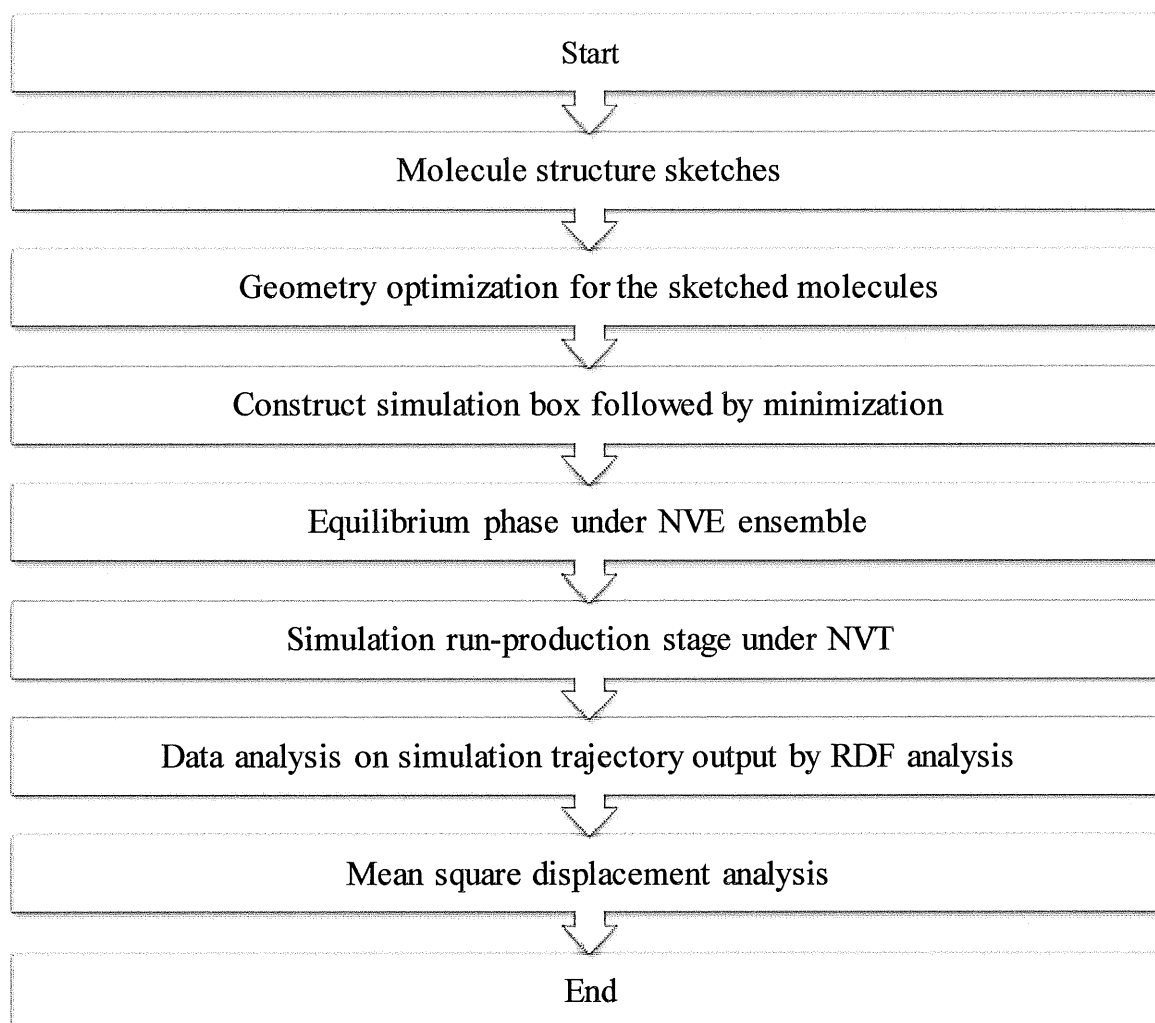 Start
Molecule structure sketches
Geometry optimization for the sketched molecules
Construct simulation box followed by minimization
Equilibrium phase under NVE ensemble
Simulation run-production stage under NVT
Data analysis on simulation trajectory output by RDF analysis
Mean square displacement analysis
End